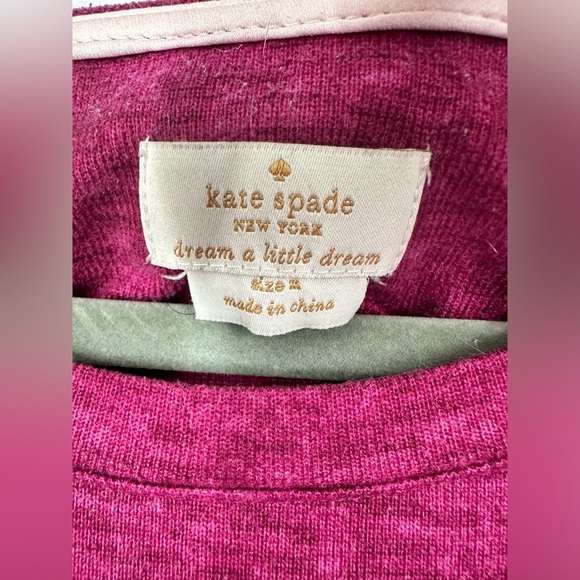 kate spade
NEW YORK
dream a little dream
size m
made in china